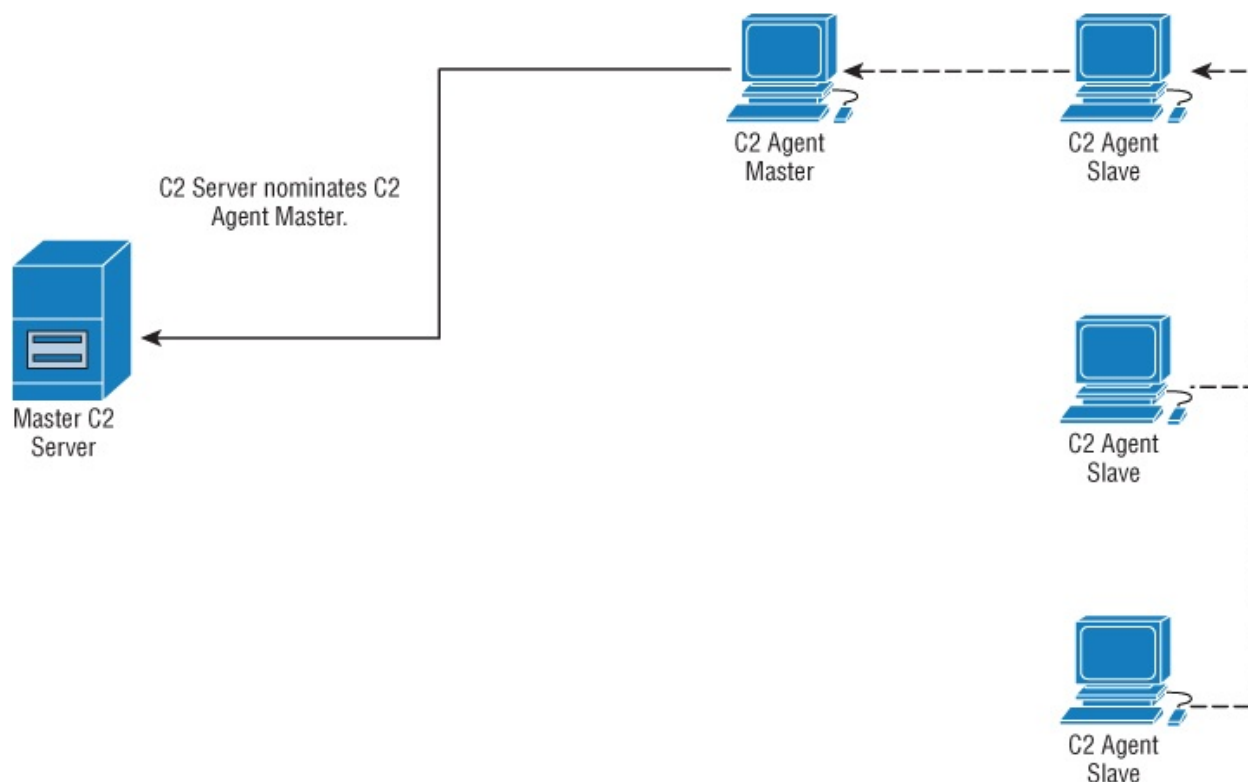 C2 Agent
Master
C2 Agent
Slave
C2 Server nominates C2
Agent Master.
Master C2
Server
C2 Agent
Slave
C2 Agent
Slave